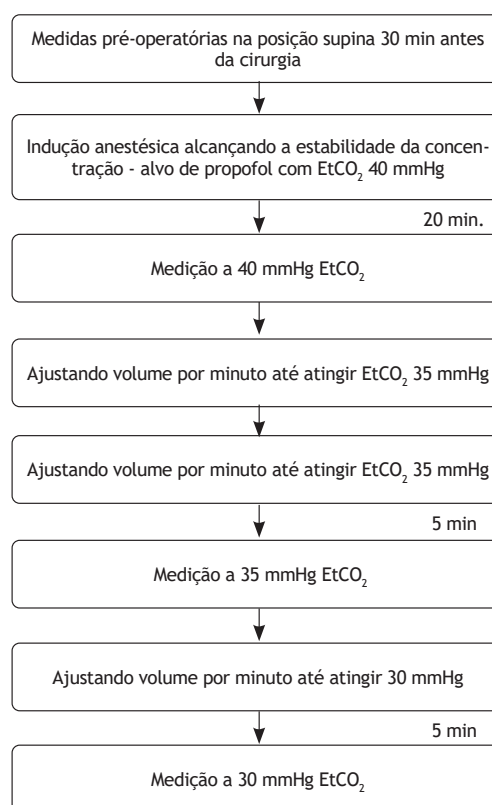 Medidas pré-operatórias na posição supina 30 min antes
da cirurgia
Indução anestésica alcançando a estabilidade da concen-
tração - alvo de propofol com EtCO₂ 40 mmHg
20 min.
Medição a 40 mmHg EtCO₂
Ajustando volume por minuto até atingir EtCO₂ 35 mmHg
Ajustando volume por minuto até atingir EtCO₂ 35 mmHg
5 min
Medição a 35 mmHg EtCO₂
Ajustando volume por minuto até atingir 30 mmHg
5 min
Medição a 30 mmHg EtCO₂